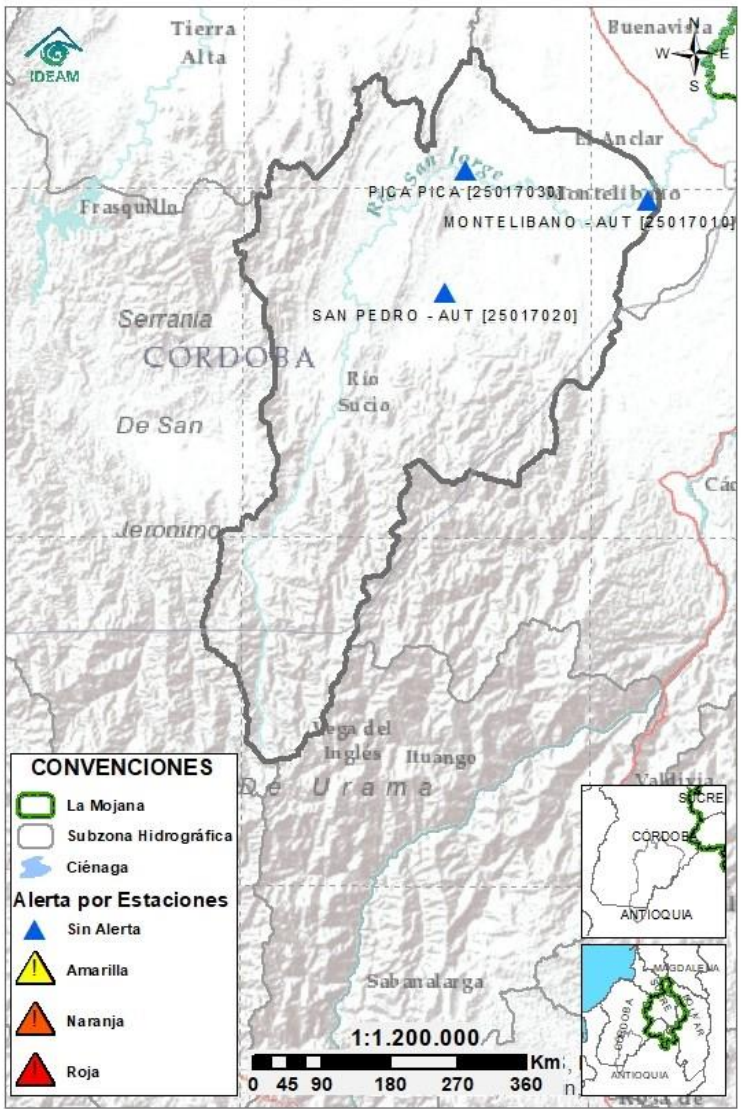 IDEAM
Tierra
Alta
Buenavista
N
W
E
S
El Anclar
Río San Jorge
PICA PICA [25017030]
Montelibano
Frasquillo
MONTELIBANO - AUT [25017010]
SAN PEDRO - AUT [25017020]
Serrania
CÓRDOBA
Río
Sucio
De San
Jeronimo
Vega del
Inglés
Ituango
De Urama
Valdivia
Sabanalarga
CONVENCIONES
La Mojana
Subzona Hidrográfica
Ciénaga
Alerta por Estaciones
Sin Alerta
Amarilla
Naranja
Roja
1:1.200.000
Km
0 45 90 180 270 360
SUCRE
CÓRDOBA
ANTIOQUIA
MAGDALENA
SUCRE
BOLIVAR
CÓRDOBA
ANTIOQUIA